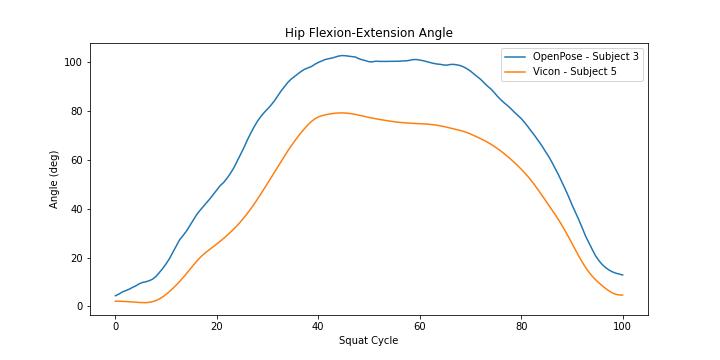 Hip Flexion-Extension Angle
OpenPose - Subject 3
Vicon - Subject 5
Angle (deg)
100
80
60
40
20
0
0 20 40 60 80 100
Squat Cycle